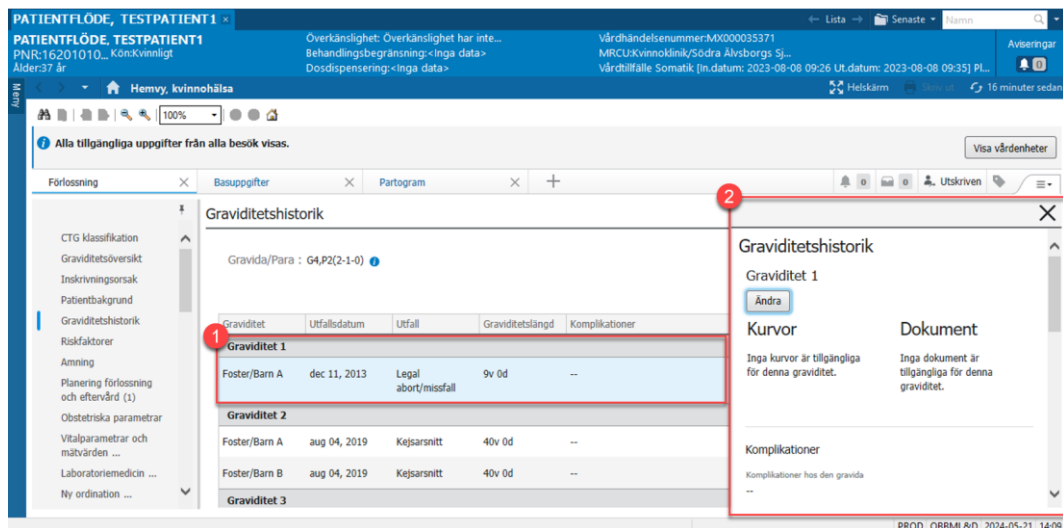 PATIENTFLÖDE, TESTPATIENT1 ×
← Lista → Senaste Namn
PATIENTFLÖDE, TESTPATIENT1
PNR:16201010... Kön:Kvinnligt
Ålder:37 år
Överkänslighet: Överkänslighet har inte...
Behandlingsbegränsning:<Inga data>
Dosdispensering:<Inga data>
Vårdhändelsenummer:MX000035371
MRCU:Kvinnoklinik/Södra Älvsborgs Sj...
Vårdtillfälle Somatik [In.datum: 2023-08-08 09:26 Ut.datum: 2023-08-08 09:35] Pl...
Aviseringar
0
Meny
Hemvy, kvinnohälsa
Helskärm Skriv ut 16 minuter sedan
100%
Alla tillgängliga uppgifter från alla besök visas.
Visa vårdenheter
Förlossning × Basuppgifter × Partogram × +
0 0 Utskriven
CTG klassifikation
Graviditetsöversikt
Inskrivningsorsak
Patientbakgrund
Graviditetshistorik
Riskfaktorer
Amning
Planering förlossning
och eftervård (1)
Obstetriska parametrar
Vitalparametrar och
mätvärden ...
Laboratoriemedicin ...
Ny ordination ...
Graviditetshistorik
Gravida/Para : G4,P2(2-1-0)
Graviditet Utfallsdatum Utfall Graviditetslängd Komplikationer
1
Graviditet 1
Foster/Barn A dec 11, 2013 Legal abort/missfall 9v 0d --
Graviditet 2
Foster/Barn A aug 04, 2019 Kejsarsnitt 40v 0d --
Foster/Barn B aug 04, 2019 Kejsarsnitt 40v 0d --
Graviditet 3
2
Graviditetshistorik
Graviditet 1
Ändra
Kurvor
Inga kurvor är tillgängliga
för denna graviditet.
Dokument
Inga dokument är
tillgängliga för denna
graviditet.
Komplikationer
Komplikationer hos den gravida
--
PROD OBBML&D 2024-05-21 14:09